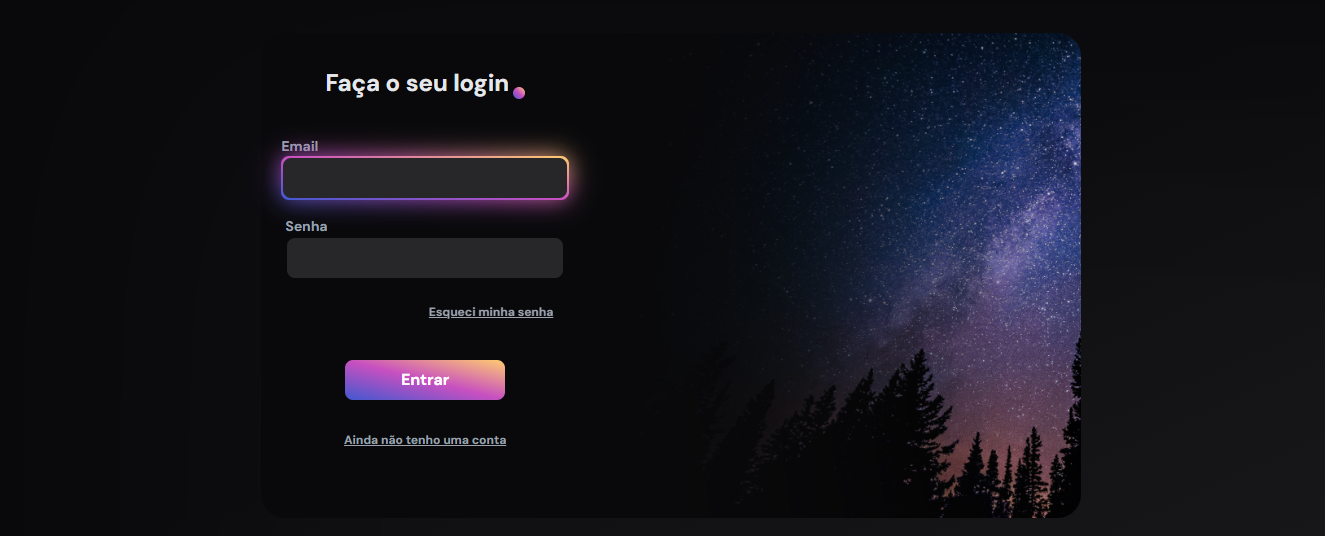 Faça o seu login
Email
Senha
Esqueci minha senha
Entrar
Ainda não tenho uma conta